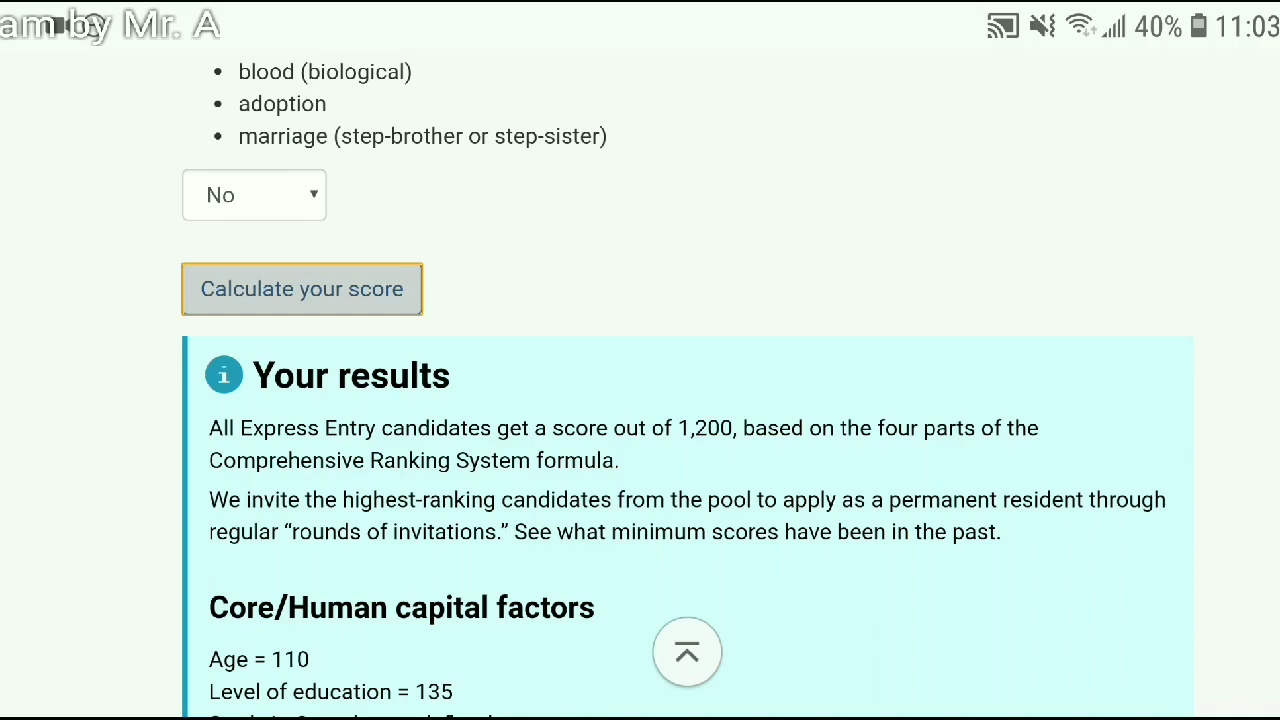 am by Mr. A
40% 11:03
• blood (biological)
• adoption
• marriage (step-brother or step-sister)
No
Calculate your score
i Your results
All Express Entry candidates get a score out of 1,200, based on the four parts of the
Comprehensive Ranking System formula.
We invite the highest-ranking candidates from the pool to apply as a permanent resident through
regular “rounds of invitations.” See what minimum scores have been in the past.
Core/Human capital factors
Age = 110
Level of education = 135